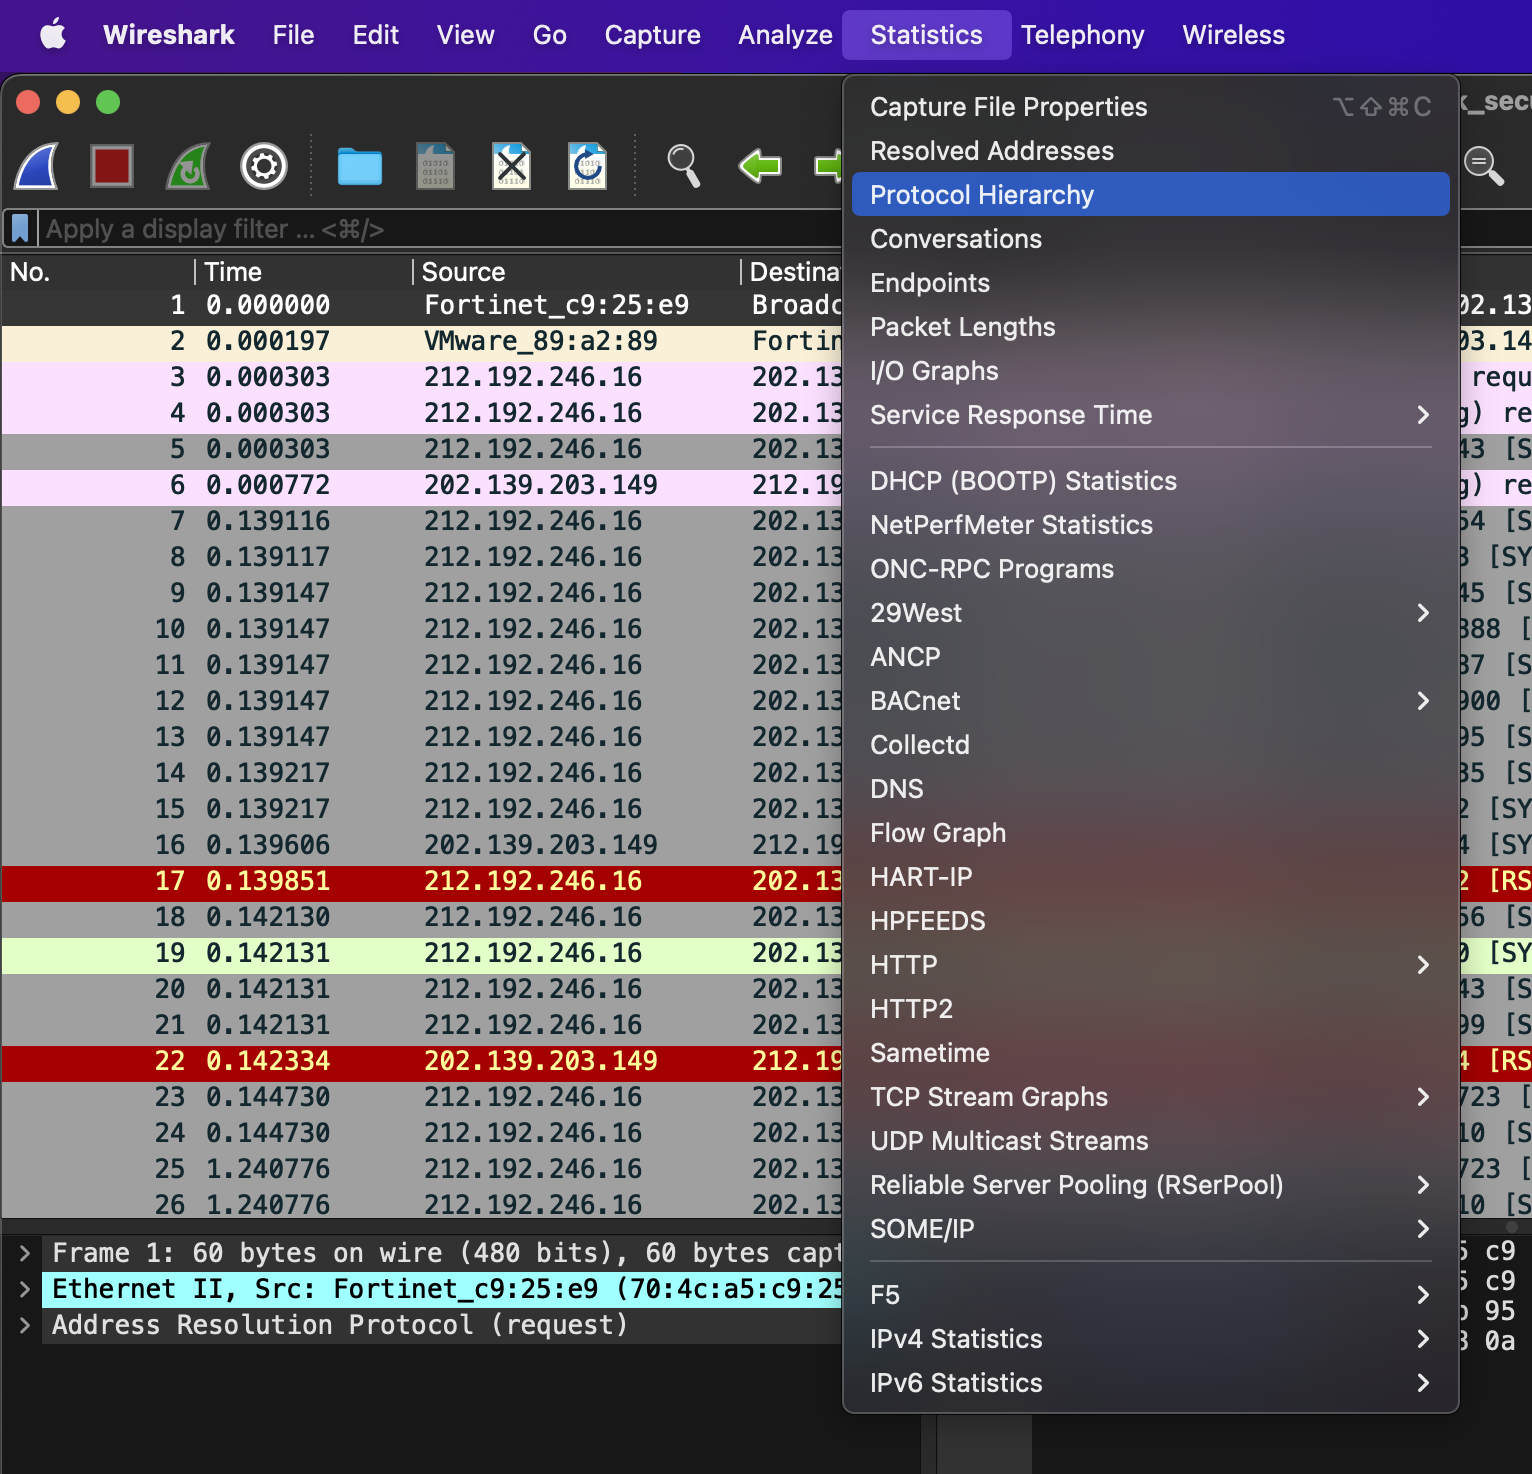 Wireshark File Edit View Go Capture Analyze Statistics Telephony Wireless
Capture File Properties ⌥⇧⌘C
Resolved Addresses
Protocol Hierarchy
Conversations
Endpoints
Packet Lengths
I/O Graphs
Service Response Time
DHCP (BOOTP) Statistics
NetPerfMeter Statistics
ONC-RPC Programs
29West
ANCP
BACnet
Collectd
DNS
Flow Graph
HART-IP
HPFEEDS
HTTP
HTTP2
Sametime
TCP Stream Graphs
UDP Multicast Streams
Reliable Server Pooling (RSerPool)
SOME/IP
F5
IPv4 Statistics
IPv6 Statistics
Apply a display filter ... <⌘/>
No. Time Source Destina
1 0.000000 Fortinet_c9:25:e9 Broadc 02.13
2 0.000197 VMware_89:a2:89 Fortin 03.14
3 0.000303 212.192.246.16 202.13 requ
4 0.000303 212.192.246.16 202.13 g) re
5 0.000303 212.192.246.16 202.13 43 [S
6 0.000772 202.139.203.149 212.19 g) re
7 0.139116 212.192.246.16 202.13 54 [S
8 0.139117 212.192.246.16 202.13 3 [SY
9 0.139147 212.192.246.16 202.13 45 [S
10 0.139147 212.192.246.16 202.13 888 [
11 0.139147 212.192.246.16 202.13 87 [S
12 0.139147 212.192.246.16 202.13 900 [
13 0.139147 212.192.246.16 202.13 95 [S
14 0.139217 212.192.246.16 202.13 35 [S
15 0.139217 212.192.246.16 202.13 2 [SY
16 0.139606 202.139.203.149 212.19 4 [SY
17 0.139851 212.192.246.16 202.13 2 [RS
18 0.142130 212.192.246.16 202.13 56 [S
19 0.142131 212.192.246.16 202.13 0 [SY
20 0.142131 212.192.246.16 202.13 43 [S
21 0.142131 212.192.246.16 202.13 99 [S
22 0.142334 202.139.203.149 212.19 4 [RS
23 0.144730 212.192.246.16 202.13 723 [
24 0.144730 212.192.246.16 202.13 10 [S
25 1.240776 212.192.246.16 202.13 723 [
26 1.240776 212.192.246.16 202.13 10 [S
Frame 1: 60 bytes on wire (480 bits), 60 bytes capt
Ethernet II, Src: Fortinet_c9:25:e9 (70:4c:a5:c9:25
Address Resolution Protocol (request)
c9
c9
95
0a